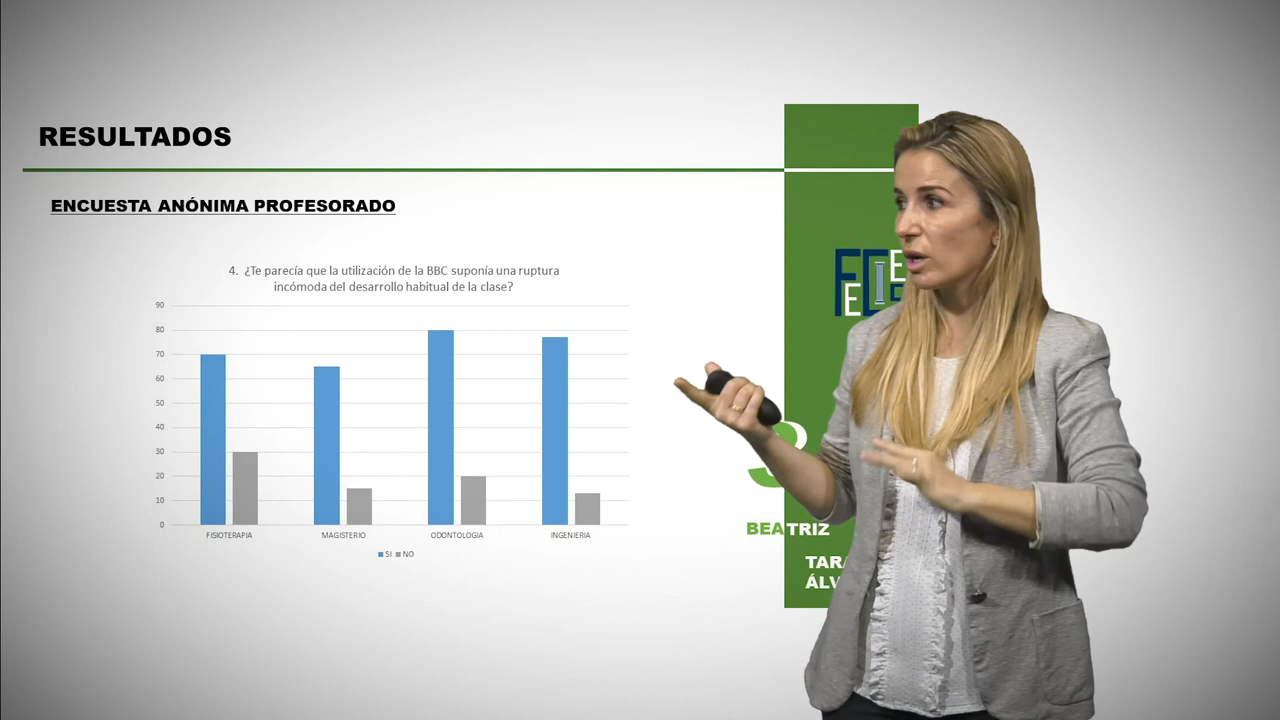 RESULTADOS
ENCUESTA ANÓNIMA PROFESORADO
4. ¿Te parecía que la utilización de la BBC suponía una ruptura
incómoda del desarrollo habitual de la clase?
90
80
70
60
50
40
30
20
10
0
FISIOTERAPIA MAGISTERIO ODONTOLOGIA INGENIERIA
SI NO
3
BEATRIZ